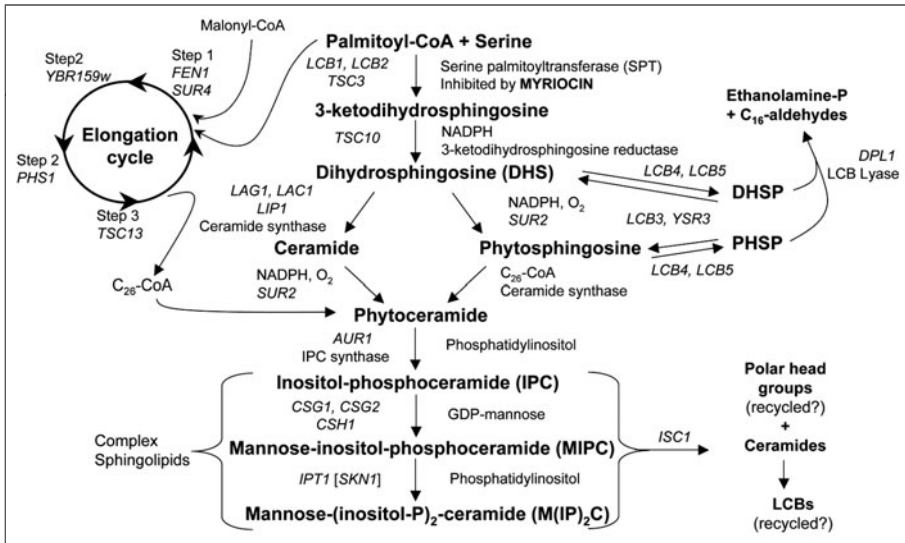 Malonyl-CoA
Step2
YBR159w
Step 1
FEN1
SUR4
Elongation
cycle
Step 2
PHS1
Step 3
TSC13
C26-CoA
Palmitoyl-CoA + Serine
LCB1, LCB2
TSC3
Serine palmitoyltransferase (SPT)
Inhibited by MYRIOCIN
3-ketodihydrosphingosine
TSC10
NADPH
3-ketodihydrosphingosine reductase
Dihydrosphingosine (DHS)
LAG1, LAC1
LIP1
Ceramide synthase
NADPH, O2
SUR2
Ceramide
Phytosphingosine
NADPH, O2
SUR2
C26-CoA
Ceramide synthase
Phytoceramide
Ethanolamine-P
+ C16-aldehydes
DPL1
LCB Lyase
LCB4, LCB5
DHSP
LCB3, YSR3
PHSP
LCB4, LCB5
AUR1
IPC synthase
Phosphatidylinositol
Inositol-phosphoceramide (IPC)
CSG1, CSG2
CSH1
GDP-mannose
Complex
Sphingolipids
Mannose-inositol-phosphoceramide (MIPC)
IPT1 [SKN1]
Phosphatidylinositol
Mannose-(inositol-P)2-ceramide (M(IP)2C)
ISC1
Polar head
groups
(recycled?)
+
Ceramides
LCBs
(recycled?)